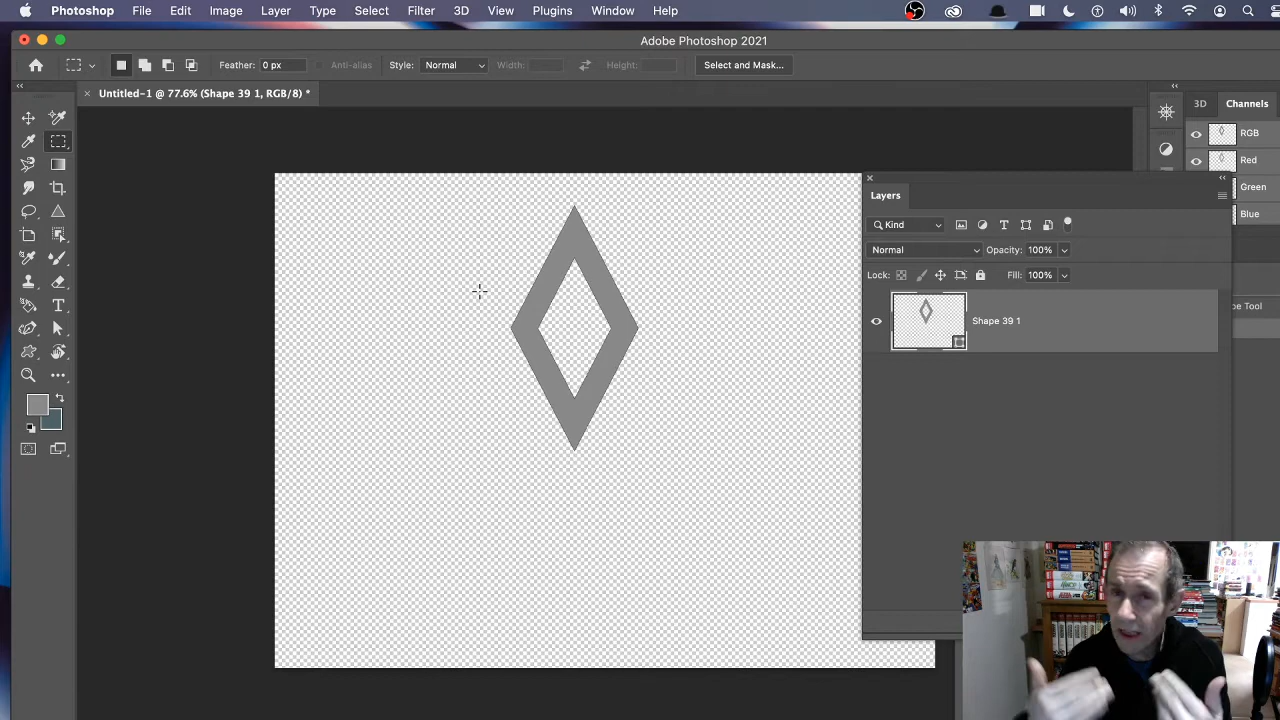 Photoshop File Edit Image Layer Type Select Filter 3D View Plugins Window Help
Adobe Photoshop 2021
Feather: 0 px Anti-alias Style: Normal Width: Height: Select and Mask...
Untitled-1 @ 77.6% (Shape 39 1, RGB/8) *
3D Channels
RGB
Red
Green
Blue
Layers
Kind
Normal Opacity: 100%
Lock: Fill: 100%
Shape 39 1
pe Tool